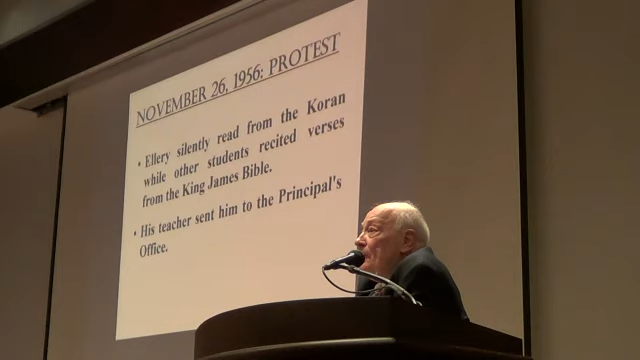 NOVEMBER 26, 1956: PROTEST
• Ellery silently read from the Koran
while other students recited verses
from the King James Bible.
• His teacher sent him to the Principal's
Office.